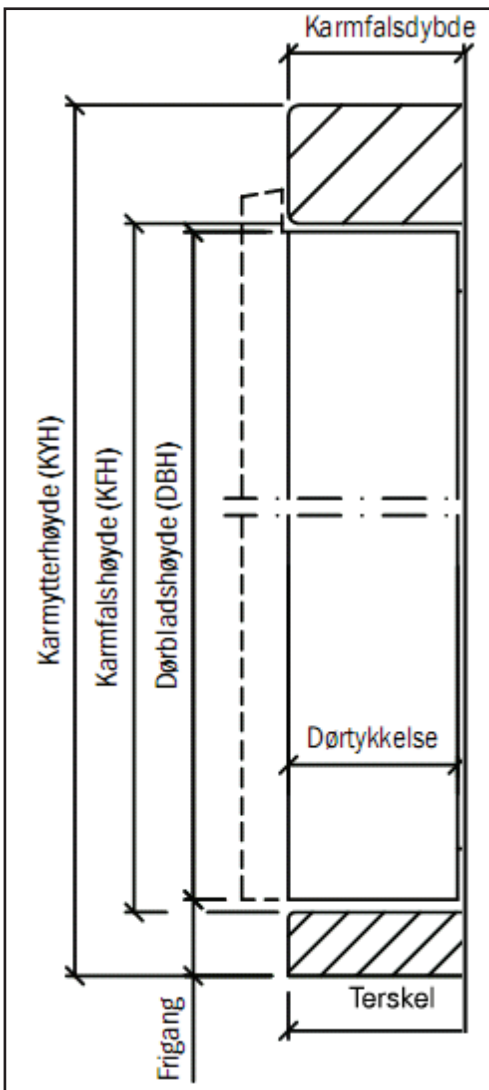 Karmfalsdybde
Karmytterhøyde (KYH)
Karmfalshøyde (KFH)
Dørbladshøyde (DBH)
Dørtykkelse
Terskel
Frigang